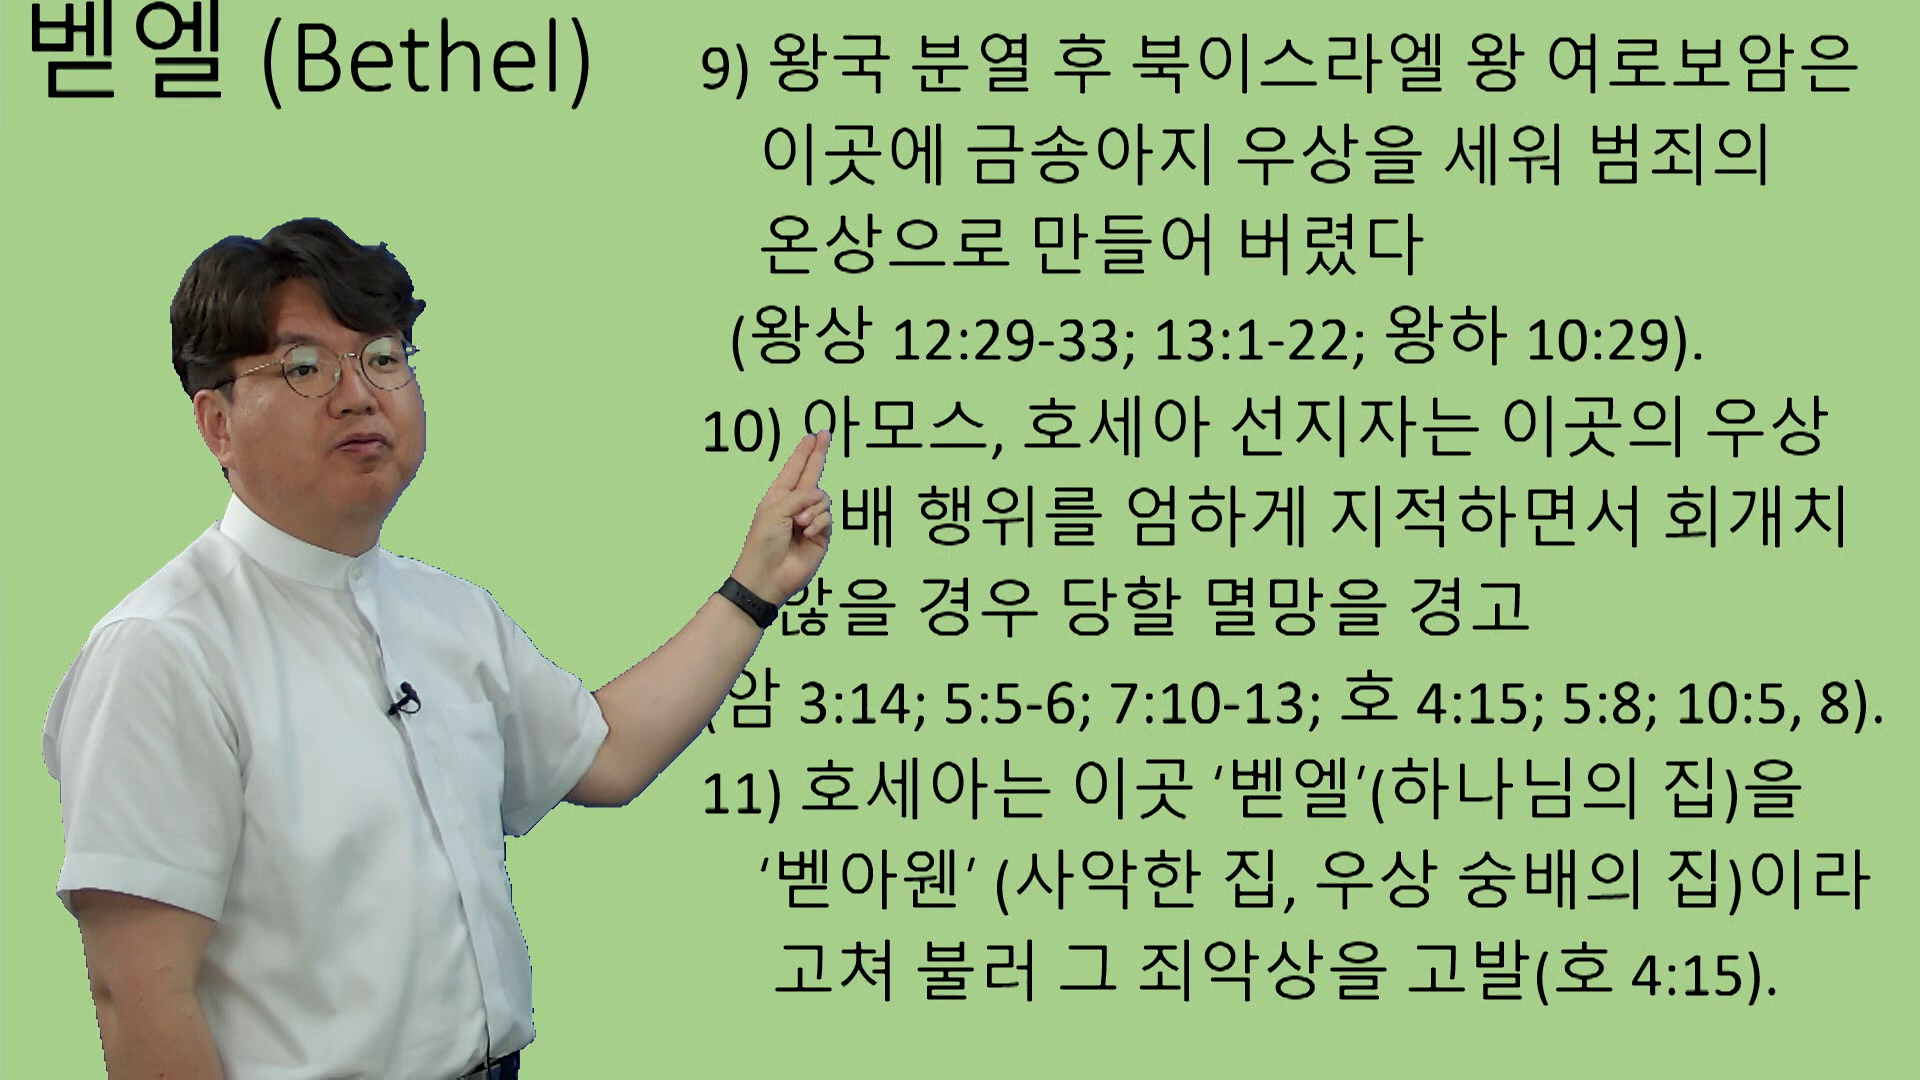 벧엘 (Bethel)
9) 왕국 분열 후 북이스라엘 왕 여로보암은
이곳에 금송아지 우상을 세워 범죄의
온상으로 만들어 버렸다
(왕상 12:29-33; 13:1-22; 왕하 10:29).
10) 아모스, 호세아 선지자는 이곳의 우상
배 행위를 엄하게 지적하면서 회개치
않을 경우 당할 멸망을 경고
(암 3:14; 5:5-6; 7:10-13; 호 4:15; 5:8; 10:5, 8).
11) 호세아는 이곳 ‘벧엘’(하나님의 집)을
‘벧아웬’ (사악한 집, 우상 숭배의 집)이라
고쳐 불러 그 죄악상을 고발(호 4:15).